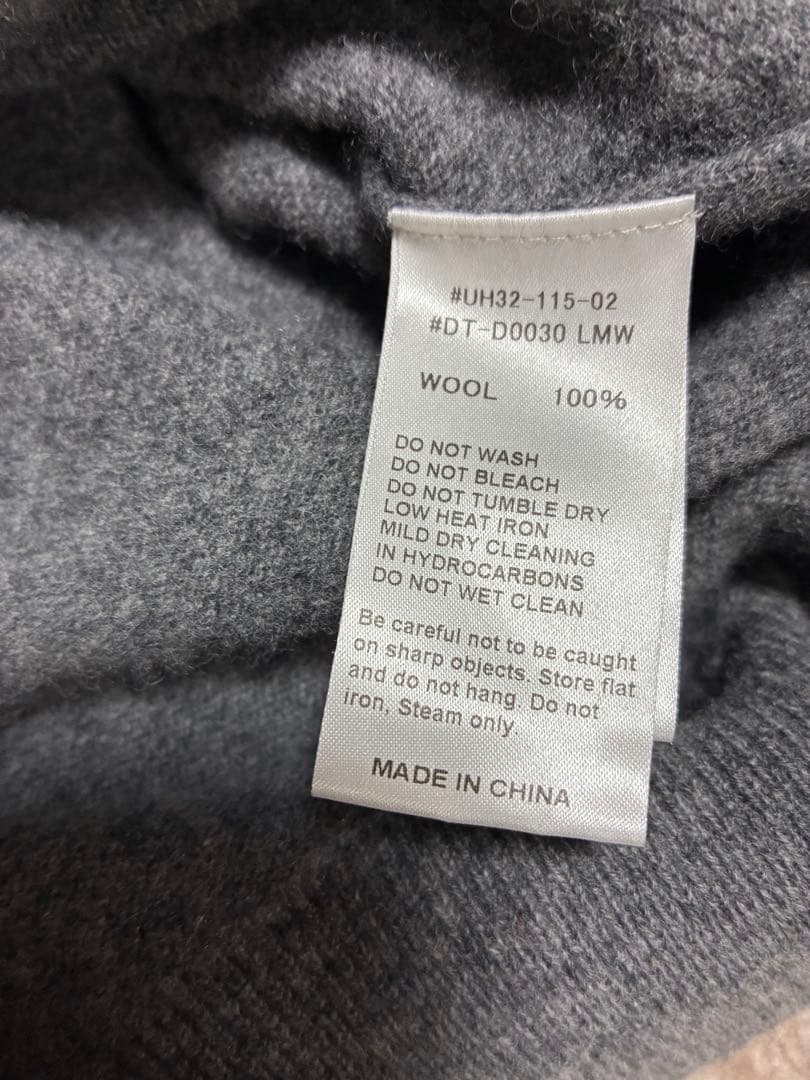 #UH32-115-02
#DT-D0030 LMW
WOOL 100%
DO NOT WASH
DO NOT BLEACH
DO NOT TUMBLE DRY
LOW HEAT IRON
MILD DRY CLEANING
IN HYDROCARBONS
DO NOT WET CLEAN
Be careful not to be caught
on sharp objects. Store flat
and do not hang. Do not
iron, Steam only.
MADE IN CHINA